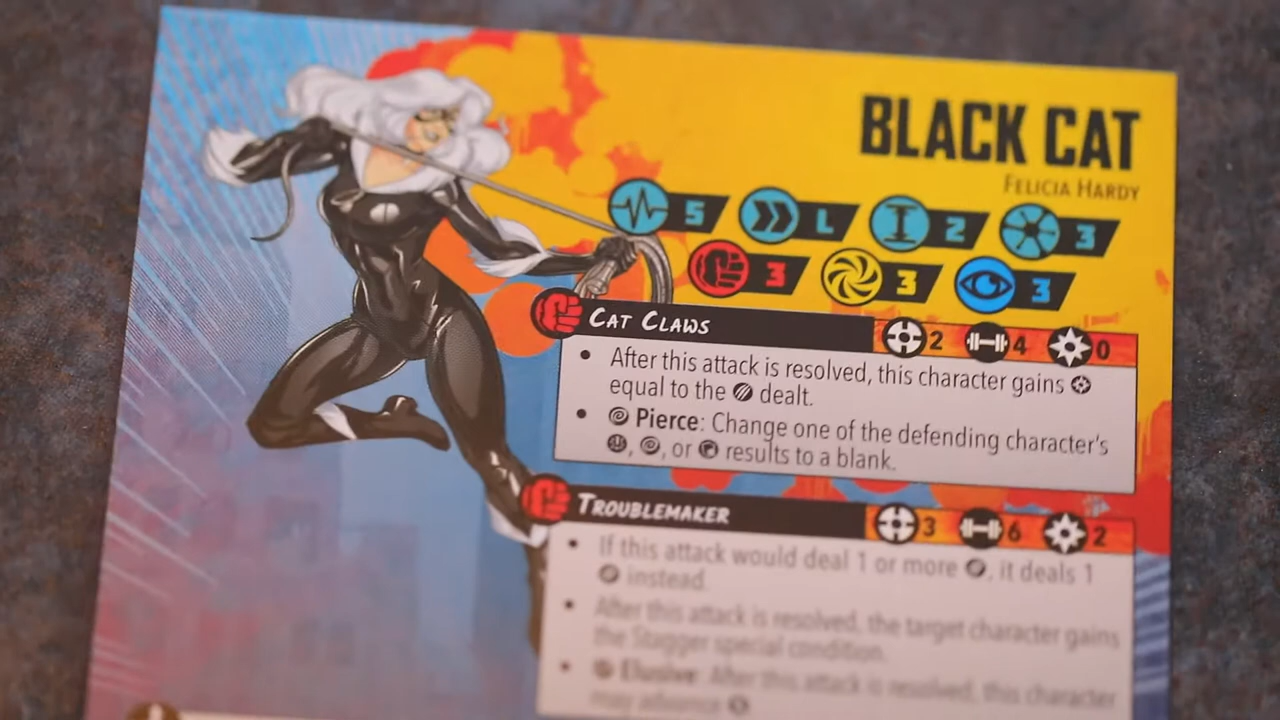 BLACK CAT
FELICIA HARDY
5 L 2 3
3 3 3
CAT CLAWS 2 4 0
• After this attack is resolved, this character gains
equal to the dealt.
• Pierce: Change one of the defending character's
, , or results to a blank.
TROUBLEMAKER 3 6 2
• If this attack would deal 1 or more , it deals 1
instead.
• After this attack is resolved, the target character gains
the Stagger special condition.
• Elusive: After this attack is resolved, this character
may advance